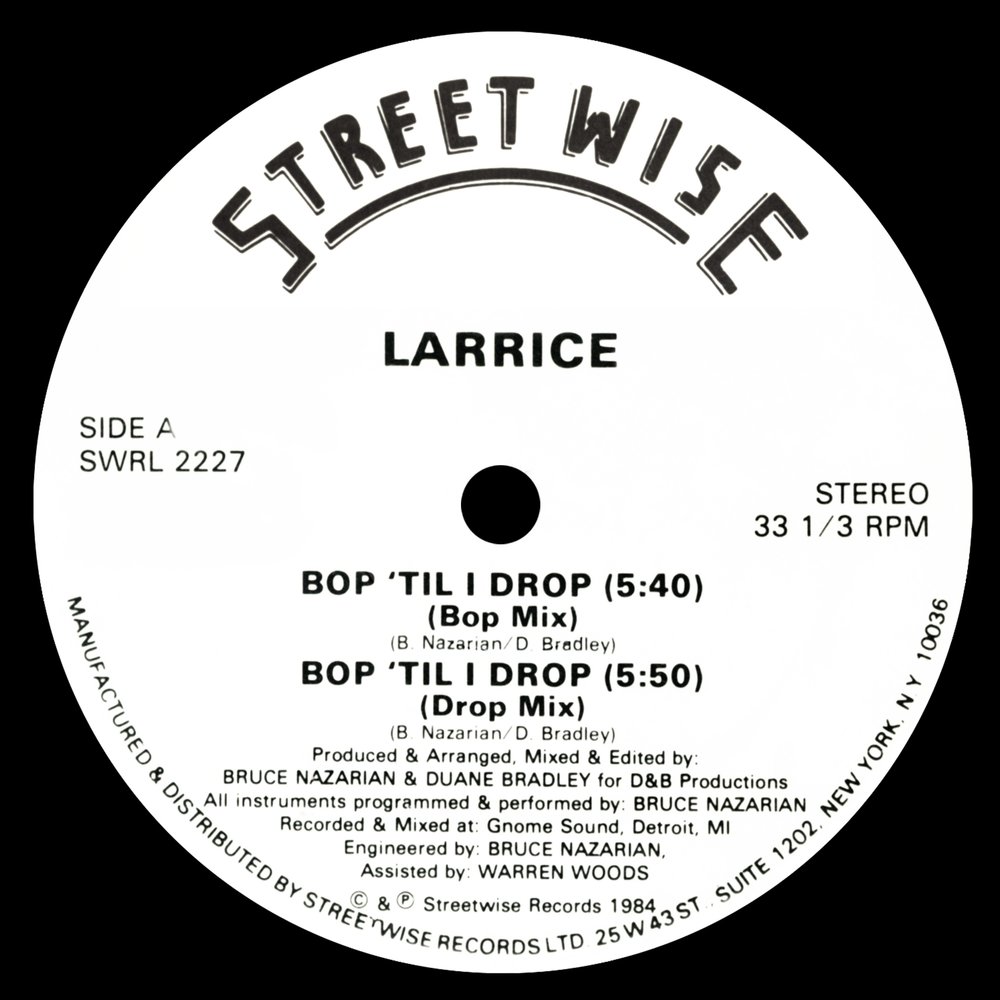 STREETWISE
LARRICE
SIDE A
SWRL 2227
STEREO
33 1/3 RPM
BOP ‘TIL I DROP (5:40)
(Bop Mix)
(B. Nazarian/D. Bradley)
BOP ‘TIL I DROP (5:50)
(Drop Mix)
(B. Nazarian/D. Bradley)
Produced & Arranged, Mixed & Edited by:
BRUCE NAZARIAN & DUANE BRADLEY for D&B Productions
All instruments programmed & performed by: BRUCE NAZARIAN
Recorded & Mixed at: Gnome Sound, Detroit, MI
Engineered by: BRUCE NAZARIAN,
Assisted by: WARREN WOODS
© & ℗ Streetwise Records 1984
MANUFACTURED & DISTRIBUTED BY STREETWISE RECORDS LTD. 25 W 43 ST., SUITE 1202, NEW YORK, N.Y. 10036